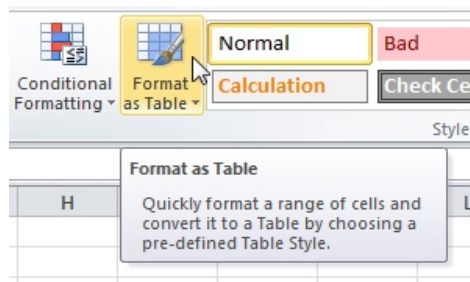 Normal
Bad
Conditional
Formatting
Format
as Table
Calculation
Check Ce
Style
Format as Table
Quickly format a range of cells and
convert it to a Table by choosing a
pre-defined Table Style.
H
L